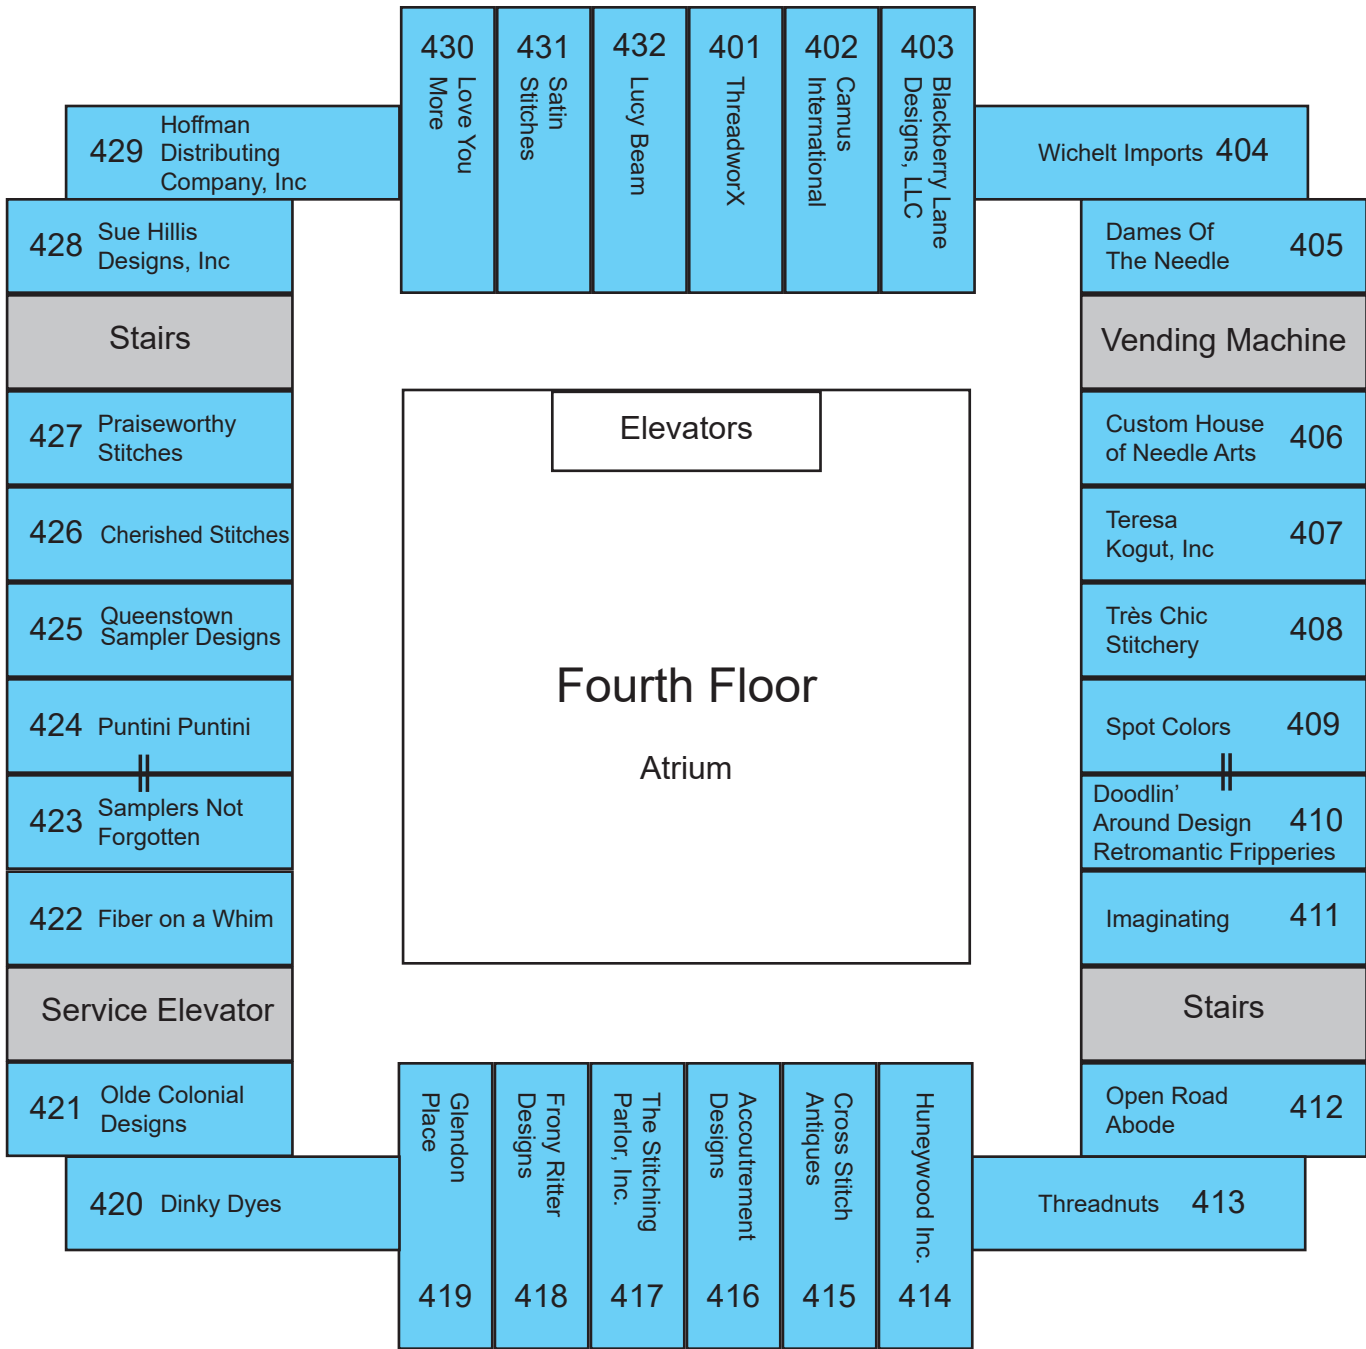 430
Love You
More
431
Satin
Stitches
432
Lucy Beam
401
ThreadworX
402
Camus
International
403
Blackberry Lane
Designs, LLC
429
Hoffman
Distributing
Company, Inc
Wichelt Imports 404
428
Sue Hillis
Designs, Inc
Dames Of
The Needle
405
Stairs
Vending Machine
Elevators
427
Praiseworthy
Stitches
Custom House
of Needle Arts
406
426 Cherished Stitches
Teresa
Kogut, Inc
407
425
Queenstown
Sampler Designs
Très Chic
Stitchery
408
Fourth Floor
Atrium
424 Puntini Puntini
Spot Colors 409
423
Samplers Not
Forgotten
Doodlin’
Around Design 410
Retromantic Fripperies
422 Fiber on a Whim
Imaginating 411
Service Elevator
Stairs
421
Olde Colonial
Designs
Open Road
Abode
412
420 Dinky Dyes
Threadnuts 413
Glendon
Place
419
Frony Ritter
Designs
418
The Stitching
Parlor, Inc.
417
Accoutrement
Designs
416
Cross Stitch
Antiques
415
Huneywood Inc.
414